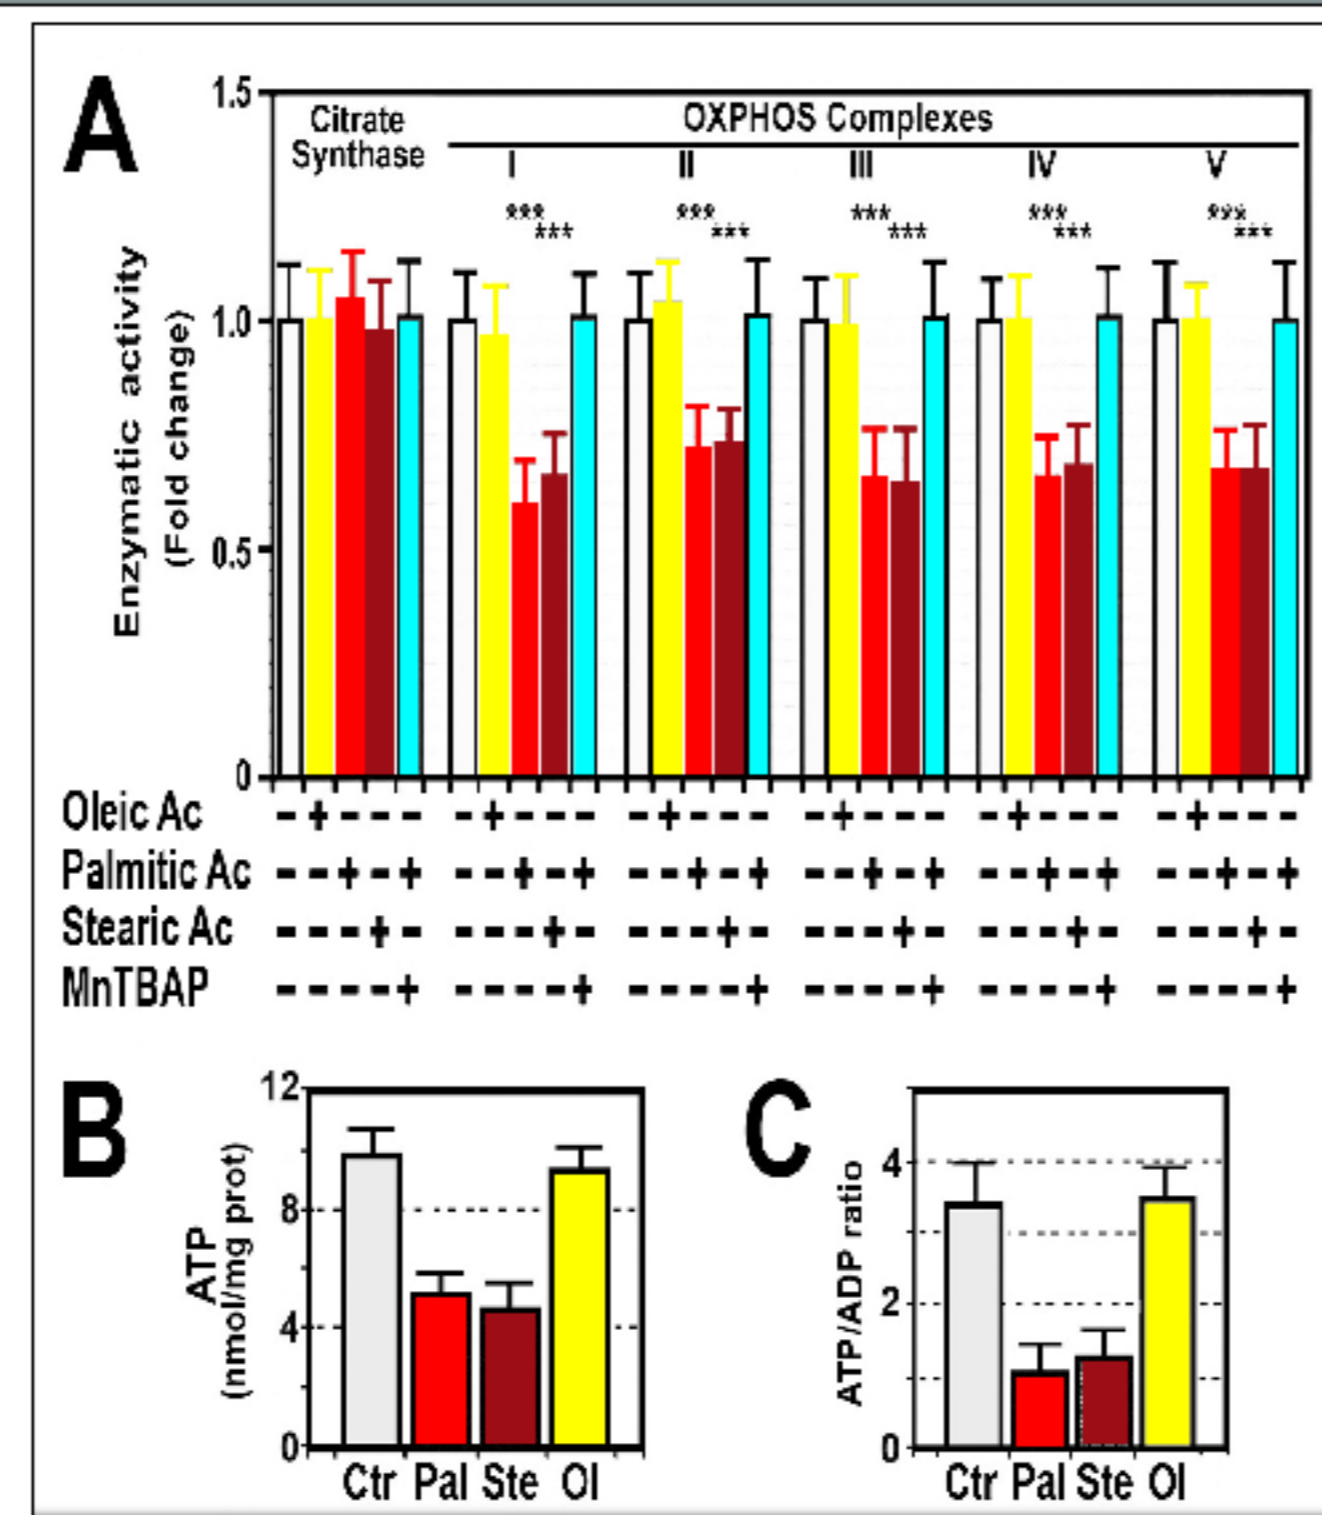 A
1.5
Citrate
Synthase
OXPHOS Complexes
I II III IV V
*** *** *** *** ***
*** *** *** *** ***
Enzymatic activity
(Fold change)
1.0
0.5
0
Oleic Ac - + - - - - + - - - - + - - - - + - - - - + - - - - + - - -
Palmitic Ac - - + - + - - + - + - - + - + - - + - + - - + - + - - + - +
Stearic Ac - - - + - - - - + - - - - + - - - - + - - - - + - - - - + -
MnTBAP - - - - + - - - - + - - - - + - - - - + - - - - + - - - - +
B
ATP
(nmol/mg prot)
12
8
4
0
Ctr Pal Ste Ol
C
ATP/ADP ratio
4
2
0
Ctr Pal Ste Ol